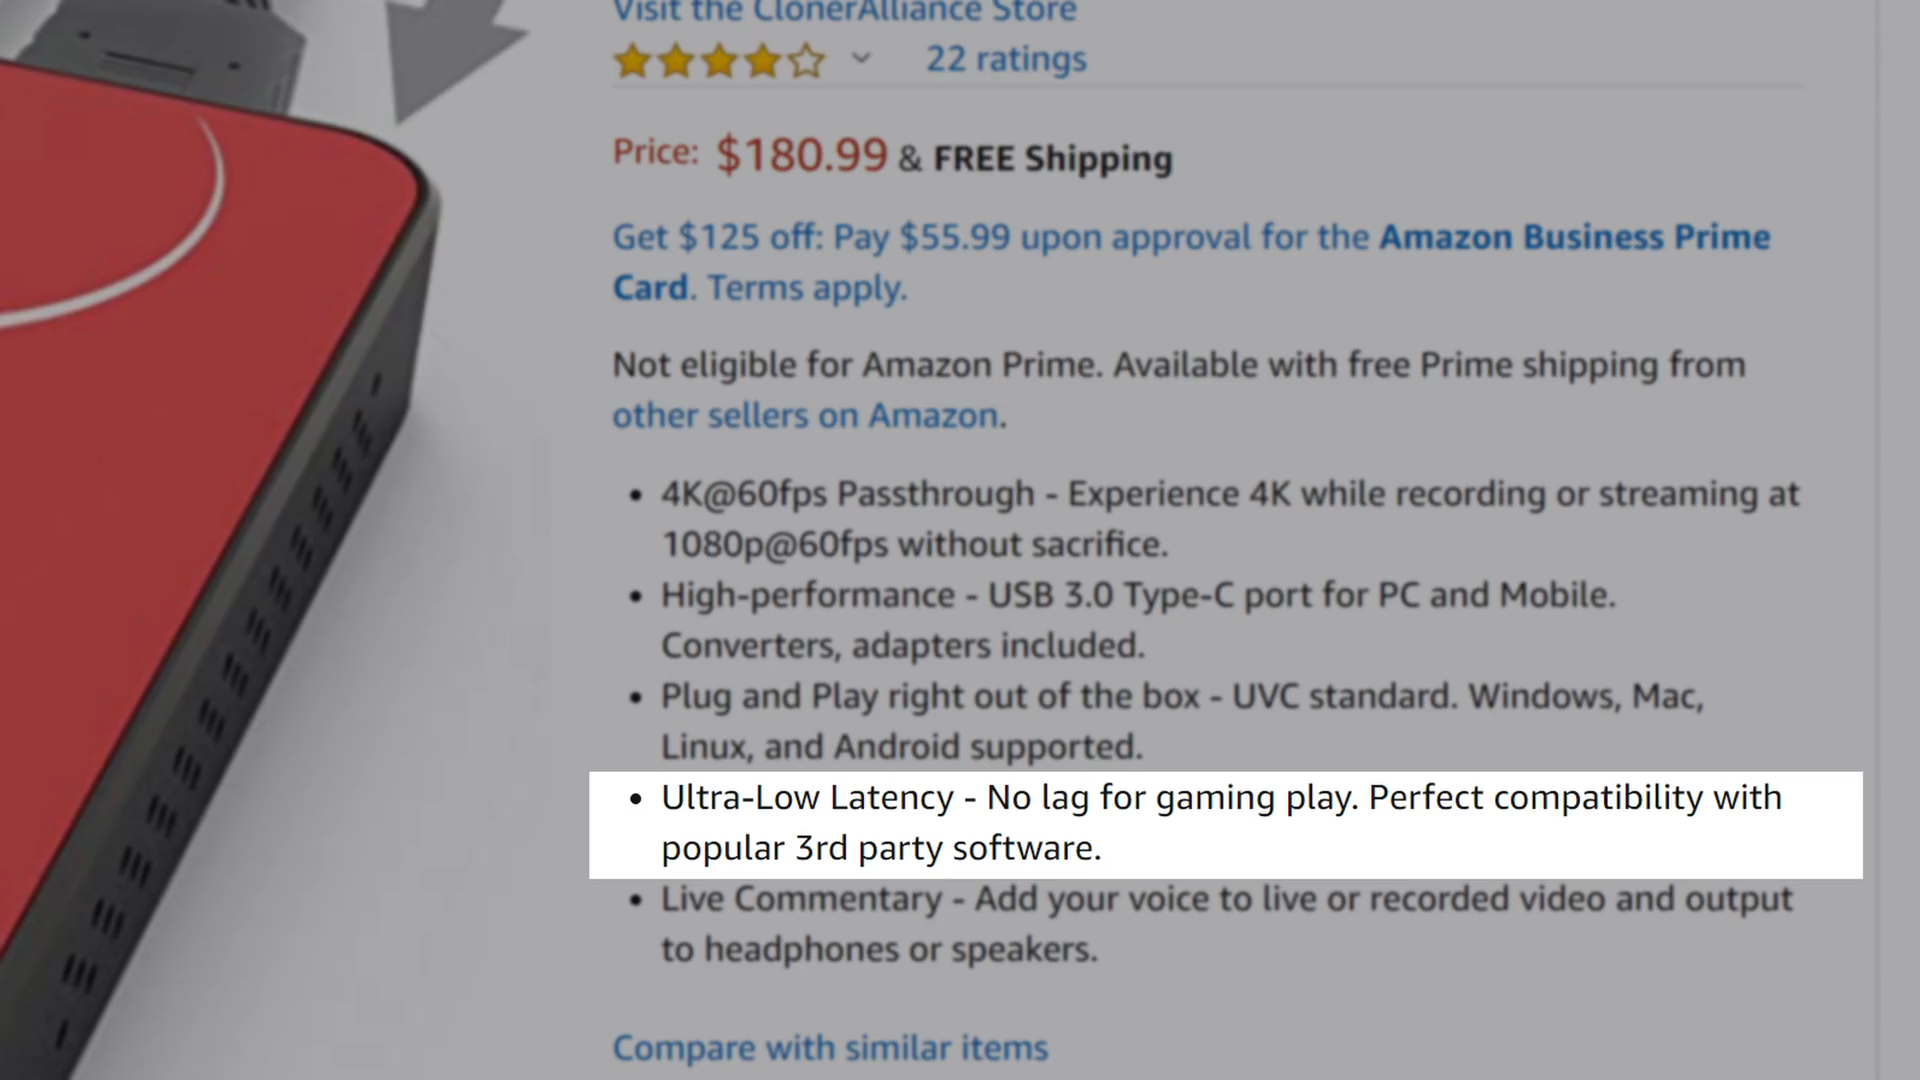 Visit the ClonerAlliance Store
22 ratings
Price: $180.99 & FREE Shipping
Get $125 off: Pay $55.99 upon approval for the Amazon Business Prime
Card. Terms apply.
Not eligible for Amazon Prime. Available with free Prime shipping from
other sellers on Amazon.
• 4K@60fps Passthrough - Experience 4K while recording or streaming at
1080p@60fps without sacrifice.
• High-performance - USB 3.0 Type-C port for PC and Mobile.
Converters, adapters included.
• Plug and Play right out of the box - UVC standard. Windows, Mac,
Linux, and Android supported.
• Ultra-Low Latency - No lag for gaming play. Perfect compatibility with
popular 3rd party software.
• Live Commentary - Add your voice to live or recorded video and output
to headphones or speakers.
Compare with similar items